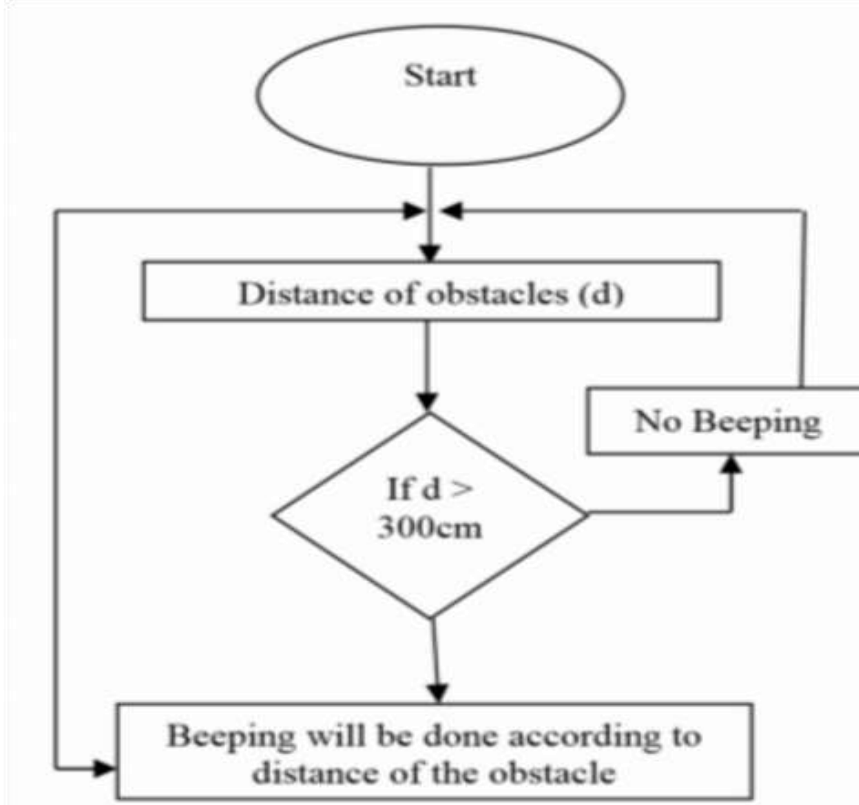 Start
Distance of obstacles (d)
No Beeping
If d >
300cm
Beeping will be done according to
distance of the obstacle